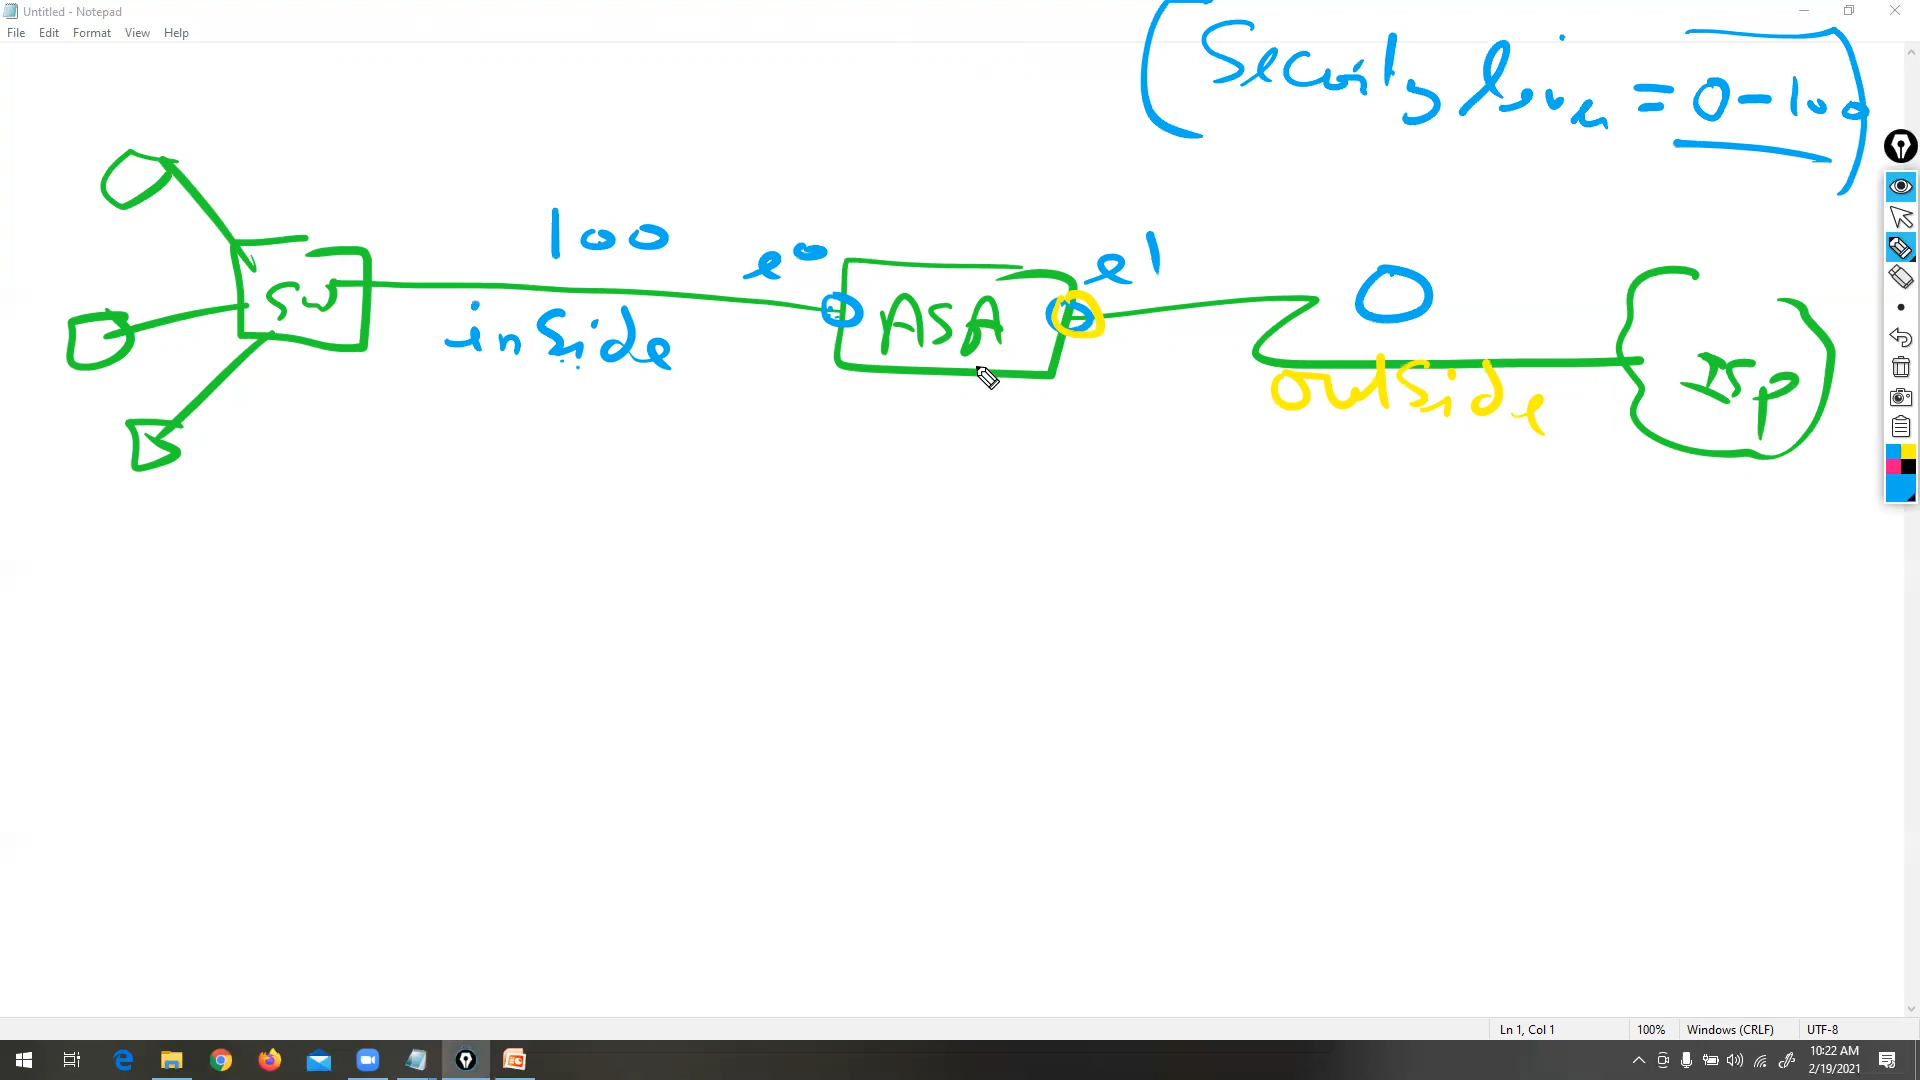 Untitled - Notepad
File Edit Format View Help
Security level = 0-100
100
e0
e1
0
SW
inside
ASA
outside
ISP
Ln 1, Col 1 100% Windows (CRLF) UTF-8
10:22 AM
2/19/2021